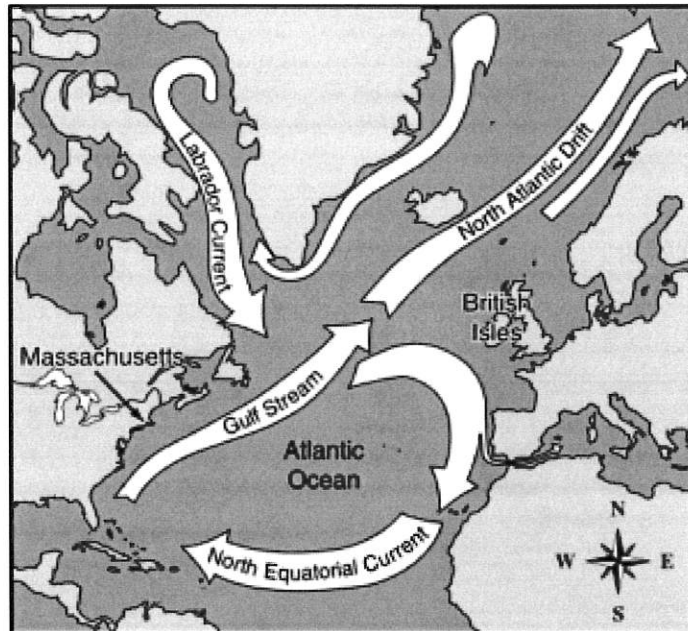 Labrador Current
North Atlantic Drift
British
Isles
Massachusetts
Gulf Stream
Atlantic
Ocean
North Equatorial Current
N
W
E
S